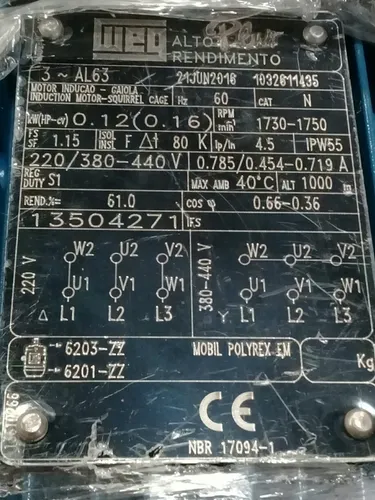 WEG ALTO Plus
RENDIMENTO
3 ~ AL63 21JUN2016 1032611435
MOTOR INDUCAO - GAIOLA
INDUCTION MOTOR-SQUIRREL CAGE Hz 60 CAT N
kW(HP-cv) 0.12(0.16) RPM min⁻¹ 1730-1750
FS SF 1.15 ISOL INSL F Δt 80 K Ip/In 4.5 IPW55
220/380-440 V 0.785/0.454-0.719 A
REG DUTY S1 MAX AMB 40°C ALT 1000 m
REND.%= 61.0 cos φ 0.66-0.36
13504271 IFS
220 V
W2 U2 V2
U1 V1 W1
Δ L1 L2 L3
380-440 V
W2 U2 V2
U1 V1 W1
Y L1 L2 L3
6203-ZZ MOBIL POLYREX EM
6201-ZZ Kg
CE
NBR 17094-1